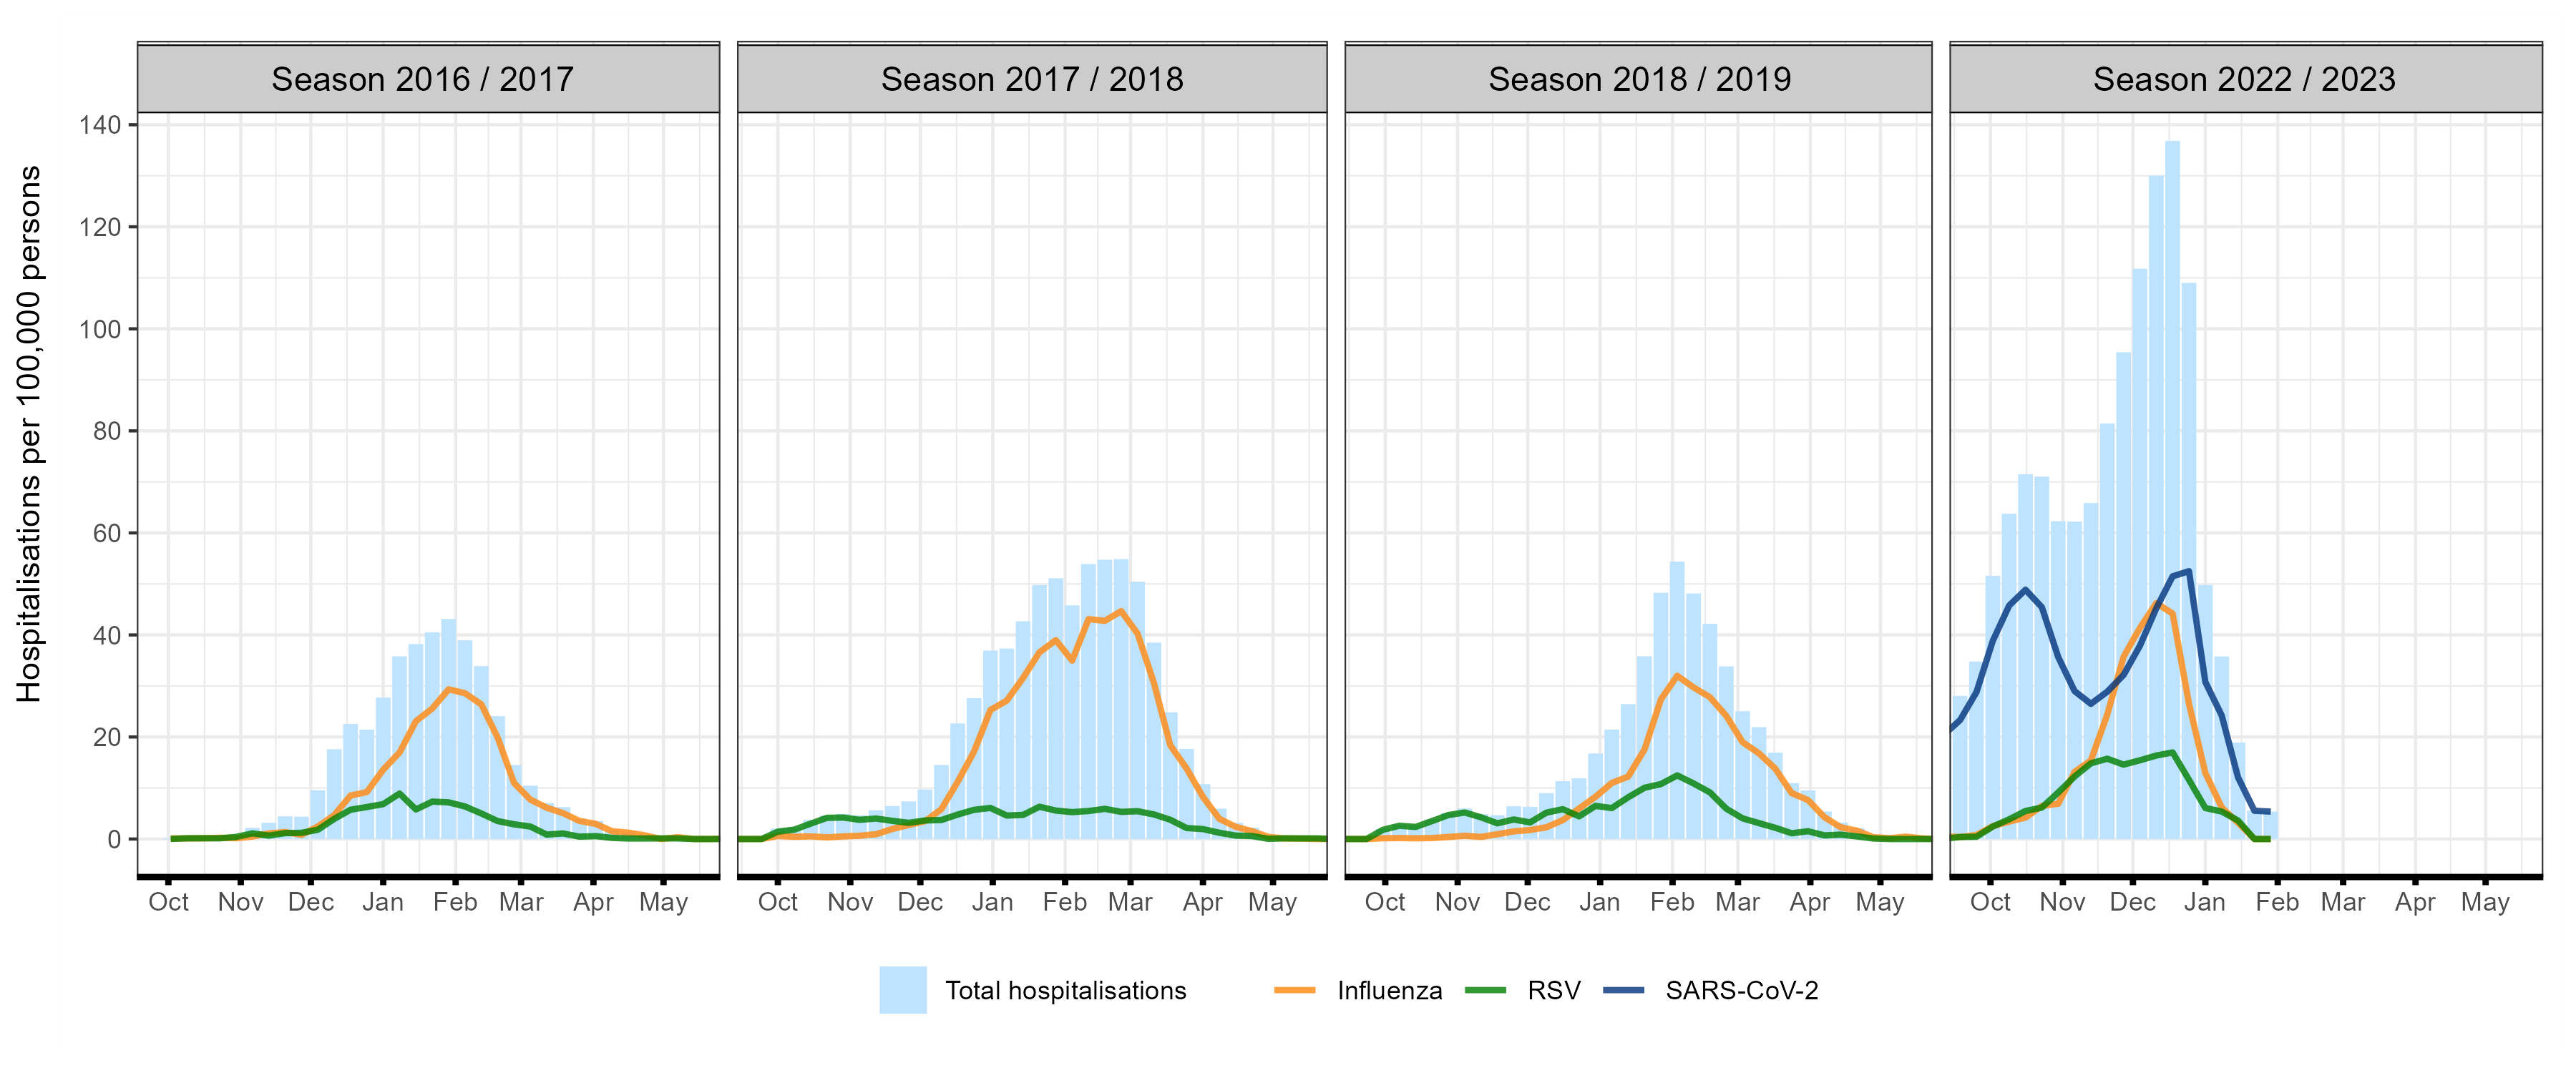 Season 2016 / 2017
Season 2017 / 2018
Season 2018 / 2019
Season 2022 / 2023
Hospitalisations per 100,000 persons
140
120
100
80
60
40
20
0
Oct Nov Dec Jan Feb Mar Apr May
Oct Nov Dec Jan Feb Mar Apr May
Oct Nov Dec Jan Feb Mar Apr May
Oct Nov Dec Jan Feb Mar Apr May
Total hospitalisations Influenza RSV SARS-CoV-2